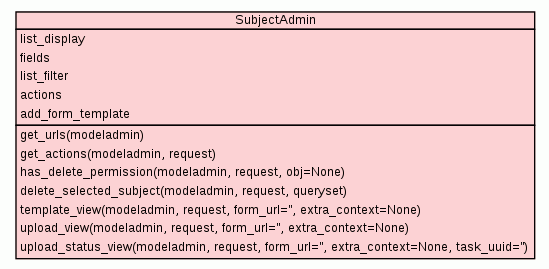 SubjectAdmin
list_display
fields
list_filter
actions
add_form_template
get_urls(modeladmin)
get_actions(modeladmin, request)
has_delete_permission(modeladmin, request, obj=None)
delete_selected_subject(modeladmin, request, queryset)
template_view(modeladmin, request, form_url='', extra_context=None)
upload_view(modeladmin, request, form_url='', extra_context=None)
upload_status_view(modeladmin, request, form_url='', extra_context=None, task_uuid='')